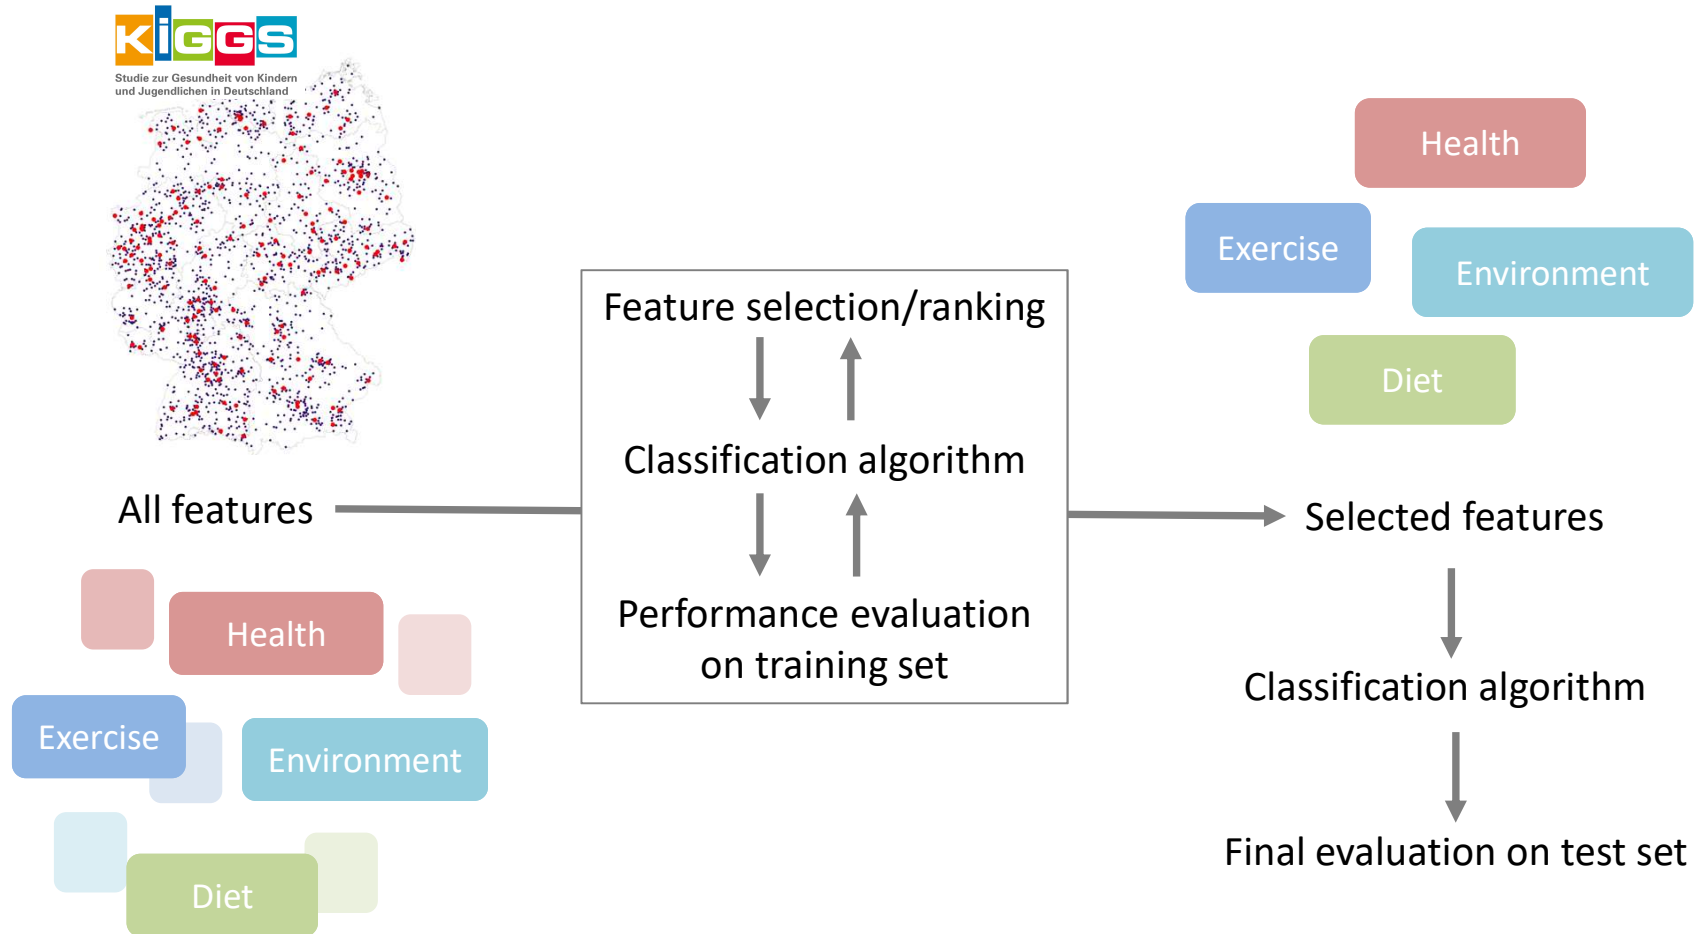 KiGGS
Studie zur Gesundheit von Kindern
und Jugendlichen in Deutschland
All features
Health
Exercise
Environment
Diet
Feature selection/ranking
Classification algorithm
Performance evaluation
on training set
Health
Exercise
Environment
Diet
Selected features
Classification algorithm
Final evaluation on test set